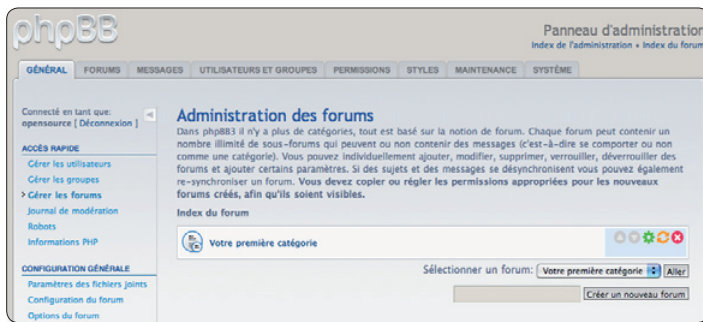 phpBB
Panneau d'administration
Index de l'administration • Index du forum
GÉNÉRAL FORUMS MESSAGES UTILISATEURS ET GROUPES PERMISSIONS STYLES MAINTENANCE SYSTÈME
Connecté en tant que:
opensource [ Déconnexion ]
ACCÈS RAPIDE
Gérer les utilisateurs
Gérer les groupes
Gérer les forums
Journal de modération
Robots
Informations PHP
CONFIGURATION GÉNÉRALE
Paramètres des fichiers joints
Configuration du forum
Options du forum
Administration des forums
Dans phpBB3 il n'y a plus de catégories, tout est basé sur la notion de forum. Chaque forum peut contenir un
nombre illimité de sous-forums qui peuvent ou non contenir des messages (c'est-à-dire se comporter ou non
comme une catégorie). Vous pouvez individuellement ajouter, modifier, supprimer, verrouiller, déverrouiller des
forums et ajouter certains paramètres. Si des sujets et des messages se désynchronisent vous pouvez également
re-synchroniser un forum. Vous devez copier ou régler les permissions appropriées pour les nouveaux
forums créés, afin qu'ils soient visibles.
Index du forum
Votre première catégorie
Sélectionner un forum: Votre première catégorie Aller
Créer un nouveau forum